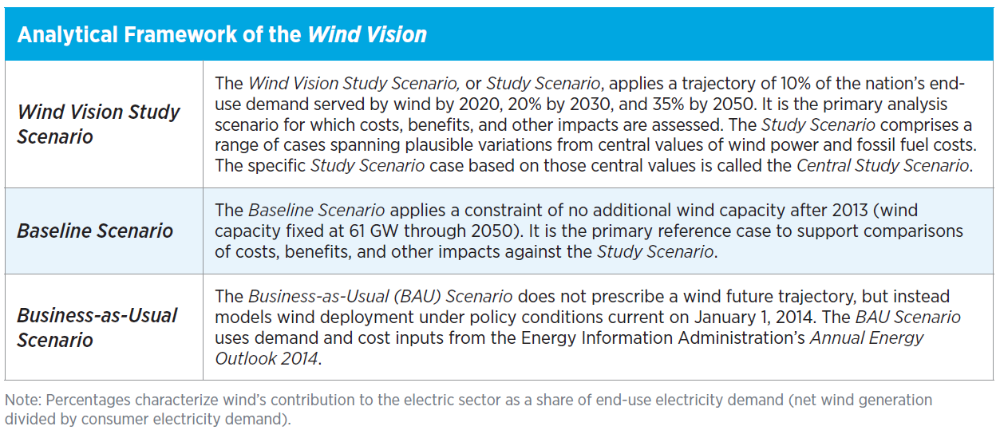 Analytical Framework of the Wind Vision
Wind Vision Study
Scenario
The Wind Vision Study Scenario, or Study Scenario, applies a trajectory of 10% of the nation’s end-
use demand served by wind by 2020, 20% by 2030, and 35% by 2050. It is the primary analysis
scenario for which costs, benefits, and other impacts are assessed. The Study Scenario comprises a
range of cases spanning plausible variations from central values of wind power and fossil fuel costs.
The specific Study Scenario case based on those central values is called the Central Study Scenario.
Baseline Scenario
The Baseline Scenario applies a constraint of no additional wind capacity after 2013 (wind
capacity fixed at 61 GW through 2050). It is the primary reference case to support comparisons
of costs, benefits, and other impacts against the Study Scenario.
Business-as-Usual
Scenario
The Business-as-Usual (BAU) Scenario does not prescribe a wind future trajectory, but instead
models wind deployment under policy conditions current on January 1, 2014. The BAU Scenario
uses demand and cost inputs from the Energy Information Administration’s Annual Energy
Outlook 2014.
Note: Percentages characterize wind’s contribution to the electric sector as a share of end-use electricity demand (net wind generation
divided by consumer electricity demand).